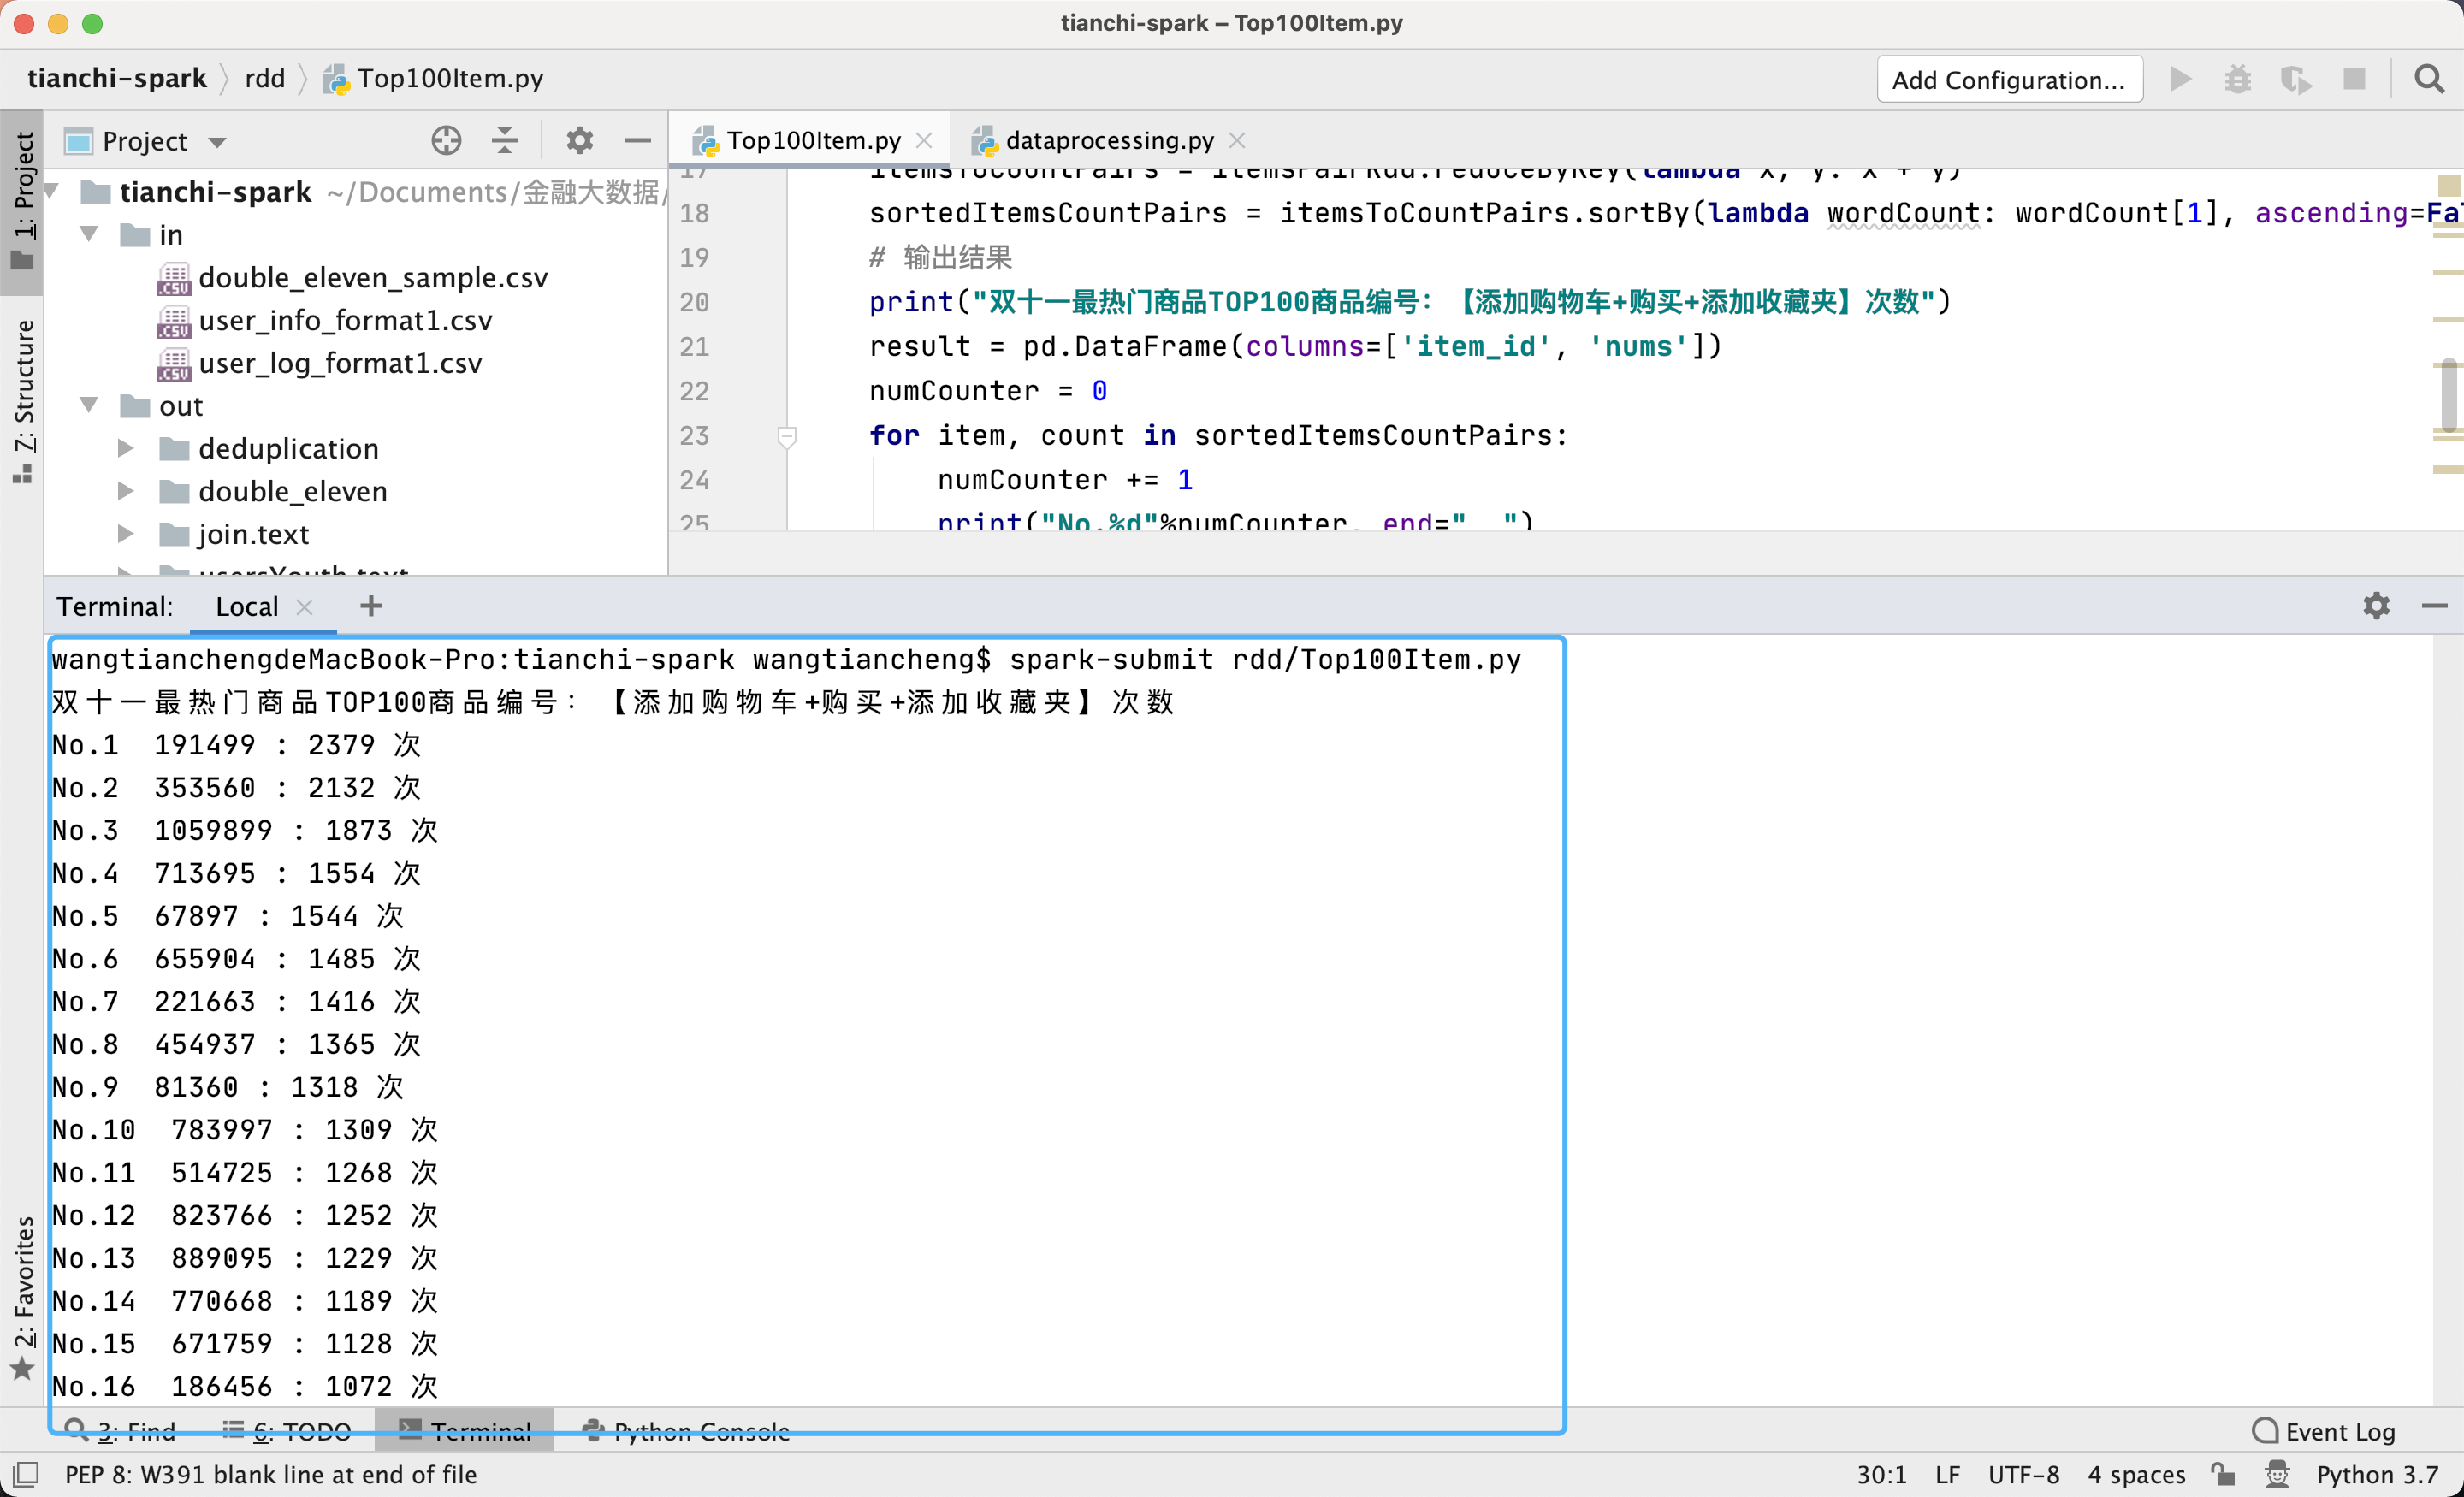 tianchi-spark – Top100Item.py
tianchi-spark rdd Top100Item.py
Add Configuration...
1: Project
7: Structure
2: Favorites
Project
tianchi-spark ~/Documents/金融大数据/
in
double_eleven_sample.csv
user_info_format1.csv
user_log_format1.csv
out
deduplication
double_eleven
join.text
usersYouth.text
Top100Item.py dataprocessing.py
17 itemsToCountPairs = itemsPairRdd.reduceByKey(lambda x, y: x + y)
18 sortedItemsCountPairs = itemsToCountPairs.sortBy(lambda wordCount: wordCount[1], ascending=Fal
19 # 输出结果
20 print("双十一最热门商品TOP100商品编号：【添加购物车+购买+添加收藏夹】次数")
21 result = pd.DataFrame(columns=['item_id', 'nums'])
22 numCounter = 0
23 for item, count in sortedItemsCountPairs:
24 numCounter += 1
25 print("No.%d"%numCounter, end="  ")
Terminal: Local
wangtianchengdeMacBook-Pro:tianchi-spark wangtiancheng$ spark-submit rdd/Top100Item.py
双十一最热门商品TOP100商品编号：【添加购物车+购买+添加收藏夹】次数
No.1  191499 : 2379 次
No.2  353560 : 2132 次
No.3  1059899 : 1873 次
No.4  713695 : 1554 次
No.5  67897 : 1544 次
No.6  655904 : 1485 次
No.7  221663 : 1416 次
No.8  454937 : 1365 次
No.9  81360 : 1318 次
No.10  783997 : 1309 次
No.11  514725 : 1268 次
No.12  823766 : 1252 次
No.13  889095 : 1229 次
No.14  770668 : 1189 次
No.15  671759 : 1128 次
No.16  186456 : 1072 次
3: Find 6: TODO Terminal Python Console Event Log
PEP 8: W391 blank line at end of file 30:1 LF UTF-8 4 spaces Python 3.7